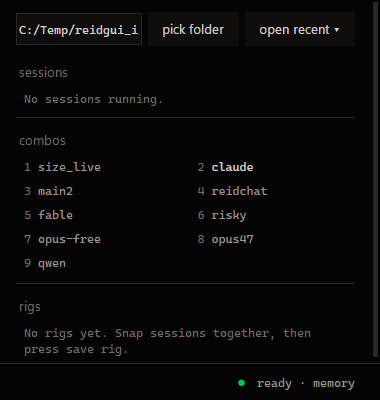 C:/Temp/reidgui_i pick folder open recent ▾
sessions
No sessions running.
combos
1 size_live 2 claude
3 main2 4 reidchat
5 fable 6 risky
7 opus-free 8 opus47
9 qwen
rigs
No rigs yet. Snap sessions together, then
press save rig.
● ready · memory